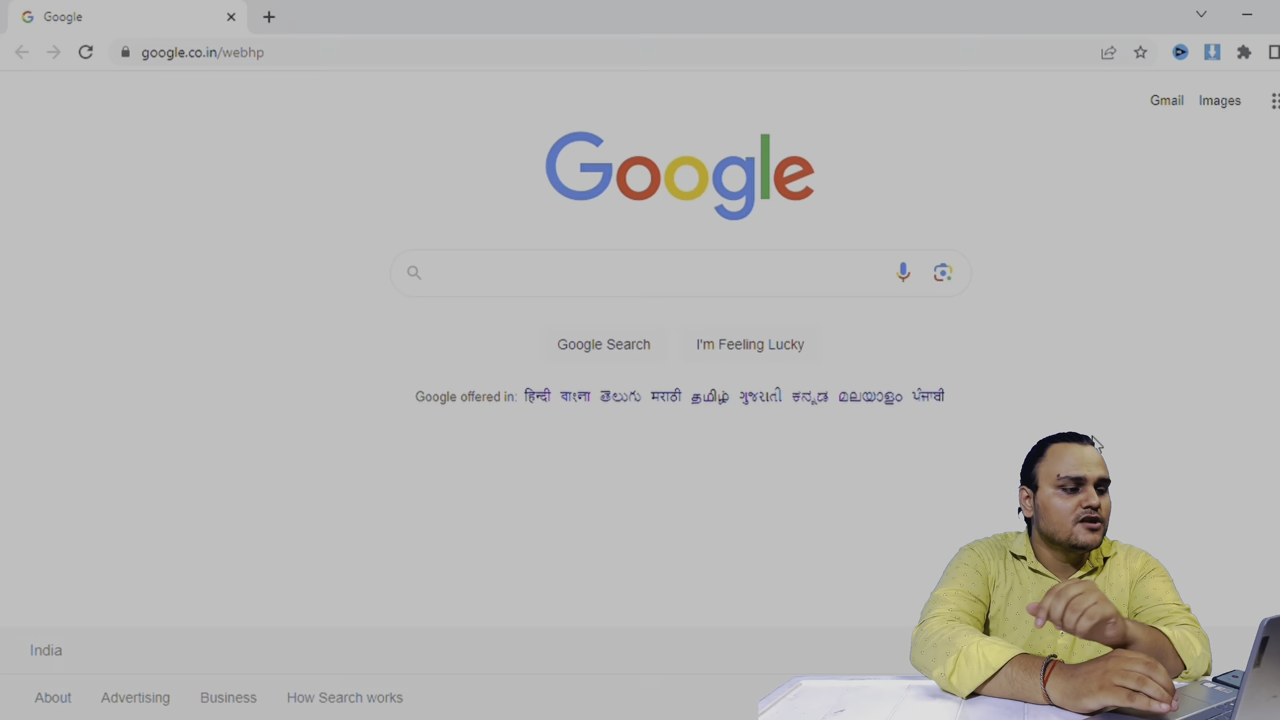 Google
google.co.in/webhp
Gmail Images
Google
Google Search I'm Feeling Lucky
Google offered in: हिन्दी বাংলা తెలుగు मराठी தமிழ் ગુજરાતી ಕನ್ನಡ മലയാളം ਪੰਜਾਬੀ
India
About Advertising Business How Search works